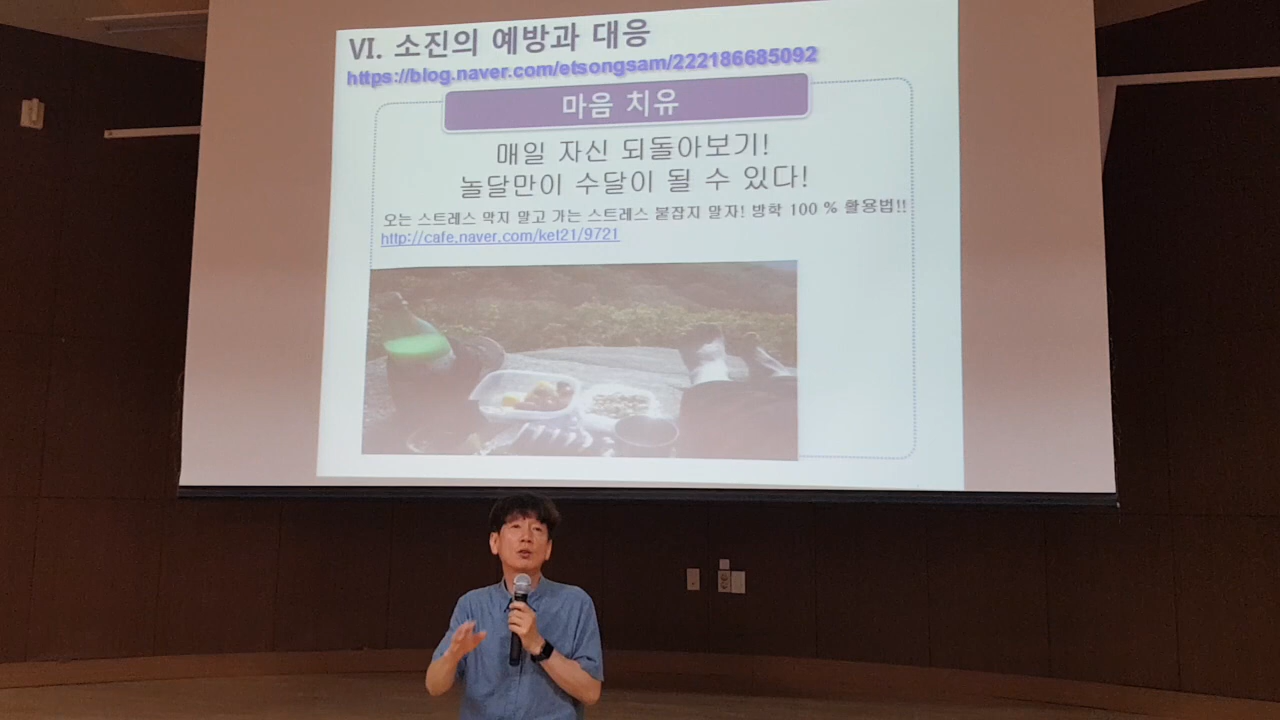 VI. 소진의 예방과 대응
https://blog.naver.com/etsongsam/222186685092
마음 치유
매일 자신 되돌아보기!
놀달만이 수달이 될 수 있다!
오는 스트레스 막지 말고 가는 스트레스 붙잡지 말자! 방학 100 % 활용법!!
http://cafe.naver.com/ket21/9721